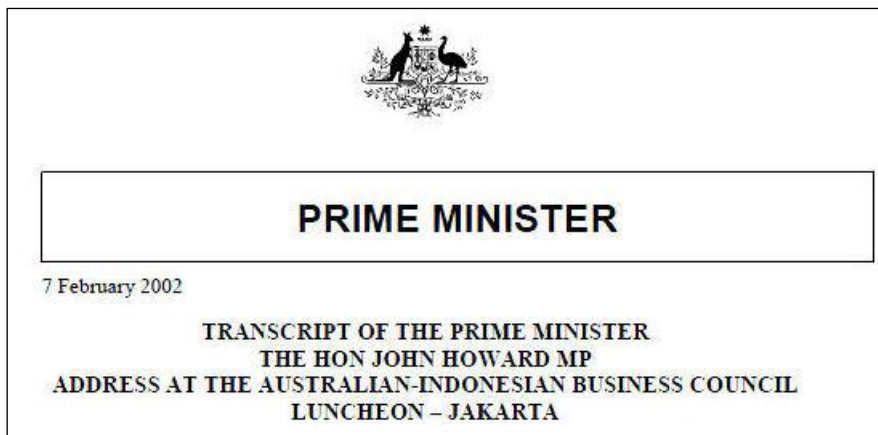 PRIME MINISTER
7 February 2002
TRANSCRIPT OF THE PRIME MINISTER
THE HON JOHN HOWARD MP
ADDRESS AT THE AUSTRALIAN-INDONESIAN BUSINESS COUNCIL
LUNCHEON – JAKARTA